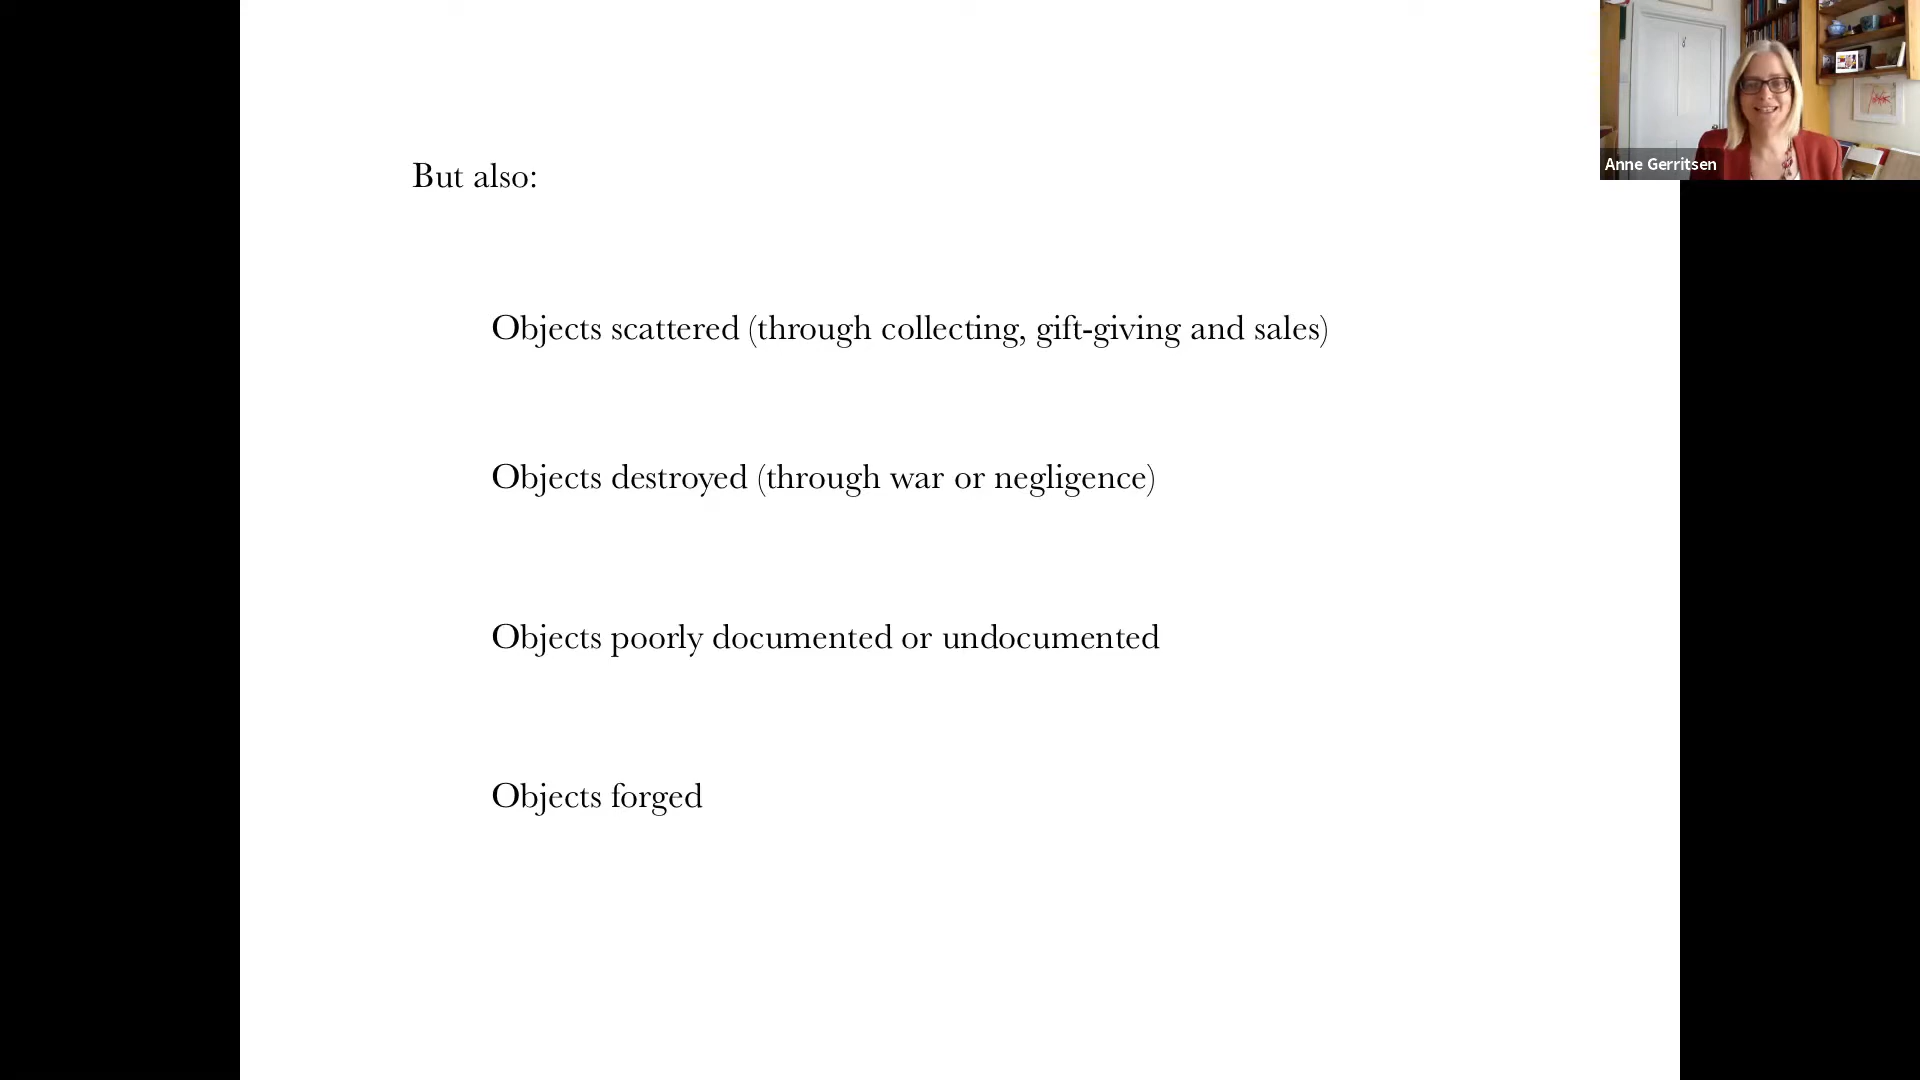 But also:
Objects scattered (through collecting, gift-giving and sales)
Objects destroyed (through war or negligence)
Objects poorly documented or undocumented
Objects forged
Anne Gerritsen